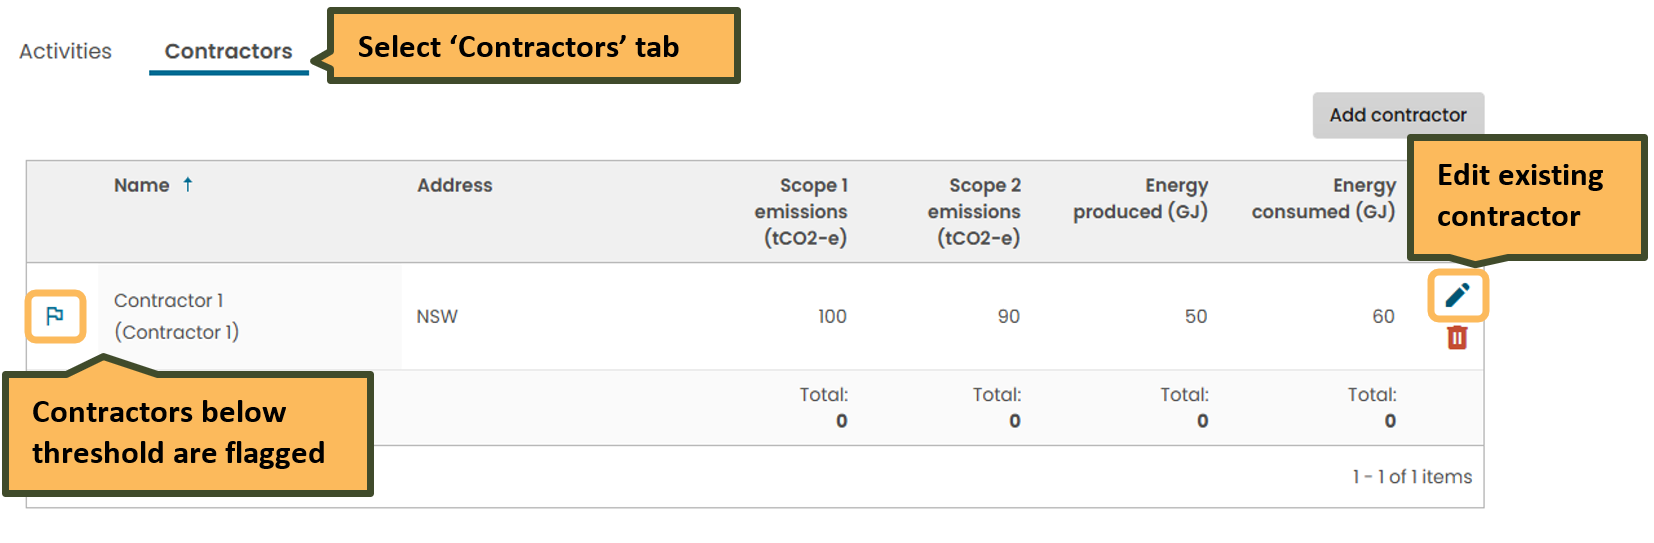 Activities
Contractors
Select ‘Contractors’ tab
Add contractor
Edit existing
contractor
Name ↑
Address
Scope 1
emissions
(tCO2-e)
Scope 2
emissions
(tCO2-e)
Energy
produced (GJ)
Energy
consumed (GJ)
Contractor 1
(Contractor 1)
NSW
100
90
50
60
Contractors below
threshold are flagged
Total:
0
Total:
0
Total:
0
Total:
0
1 - 1 of 1 items